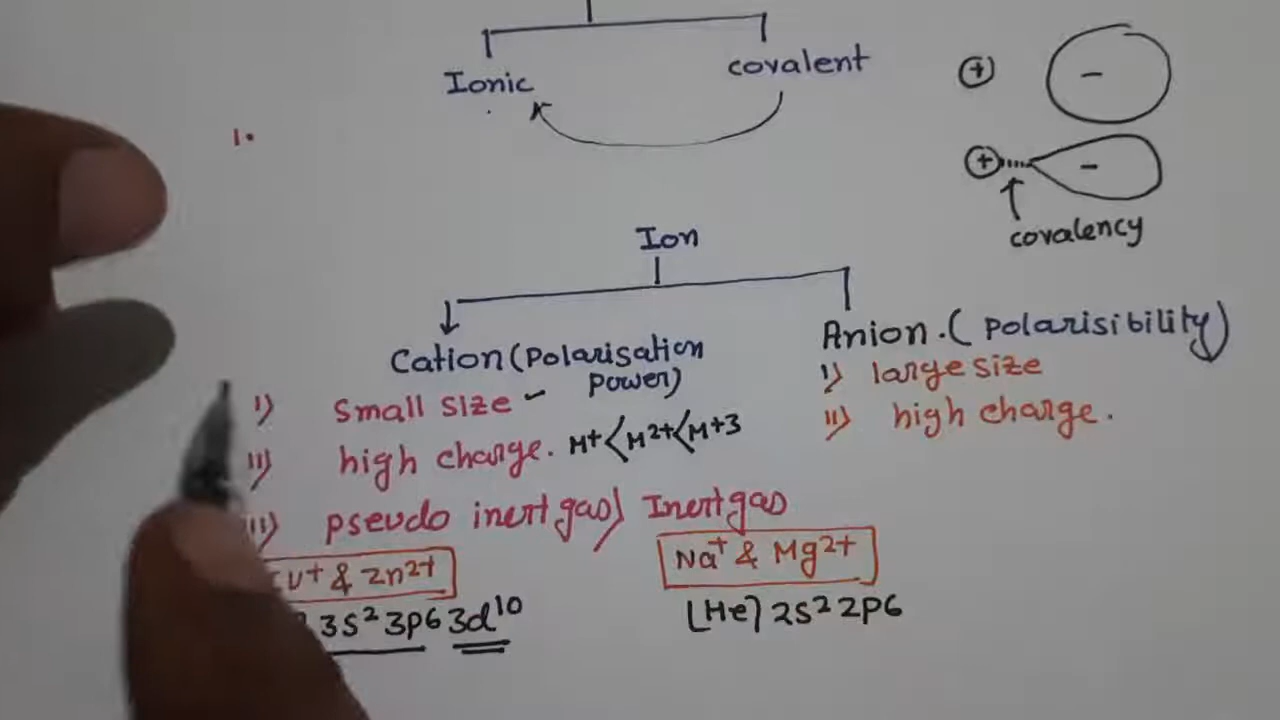 Ionic
covalent
+
-
1.
+
-
covalency
Ion
Cation (Polarisation
Power)
Anion. (polarisibility)
i) small size
i) large size
ii) high charge. M+ < M2+ < M+3
ii) high charge.
pseudo inert gas) Inert gas
& Zn2+
Na+ & Mg2+
3s2 3p6 3d10
[He] 2s2 2p6